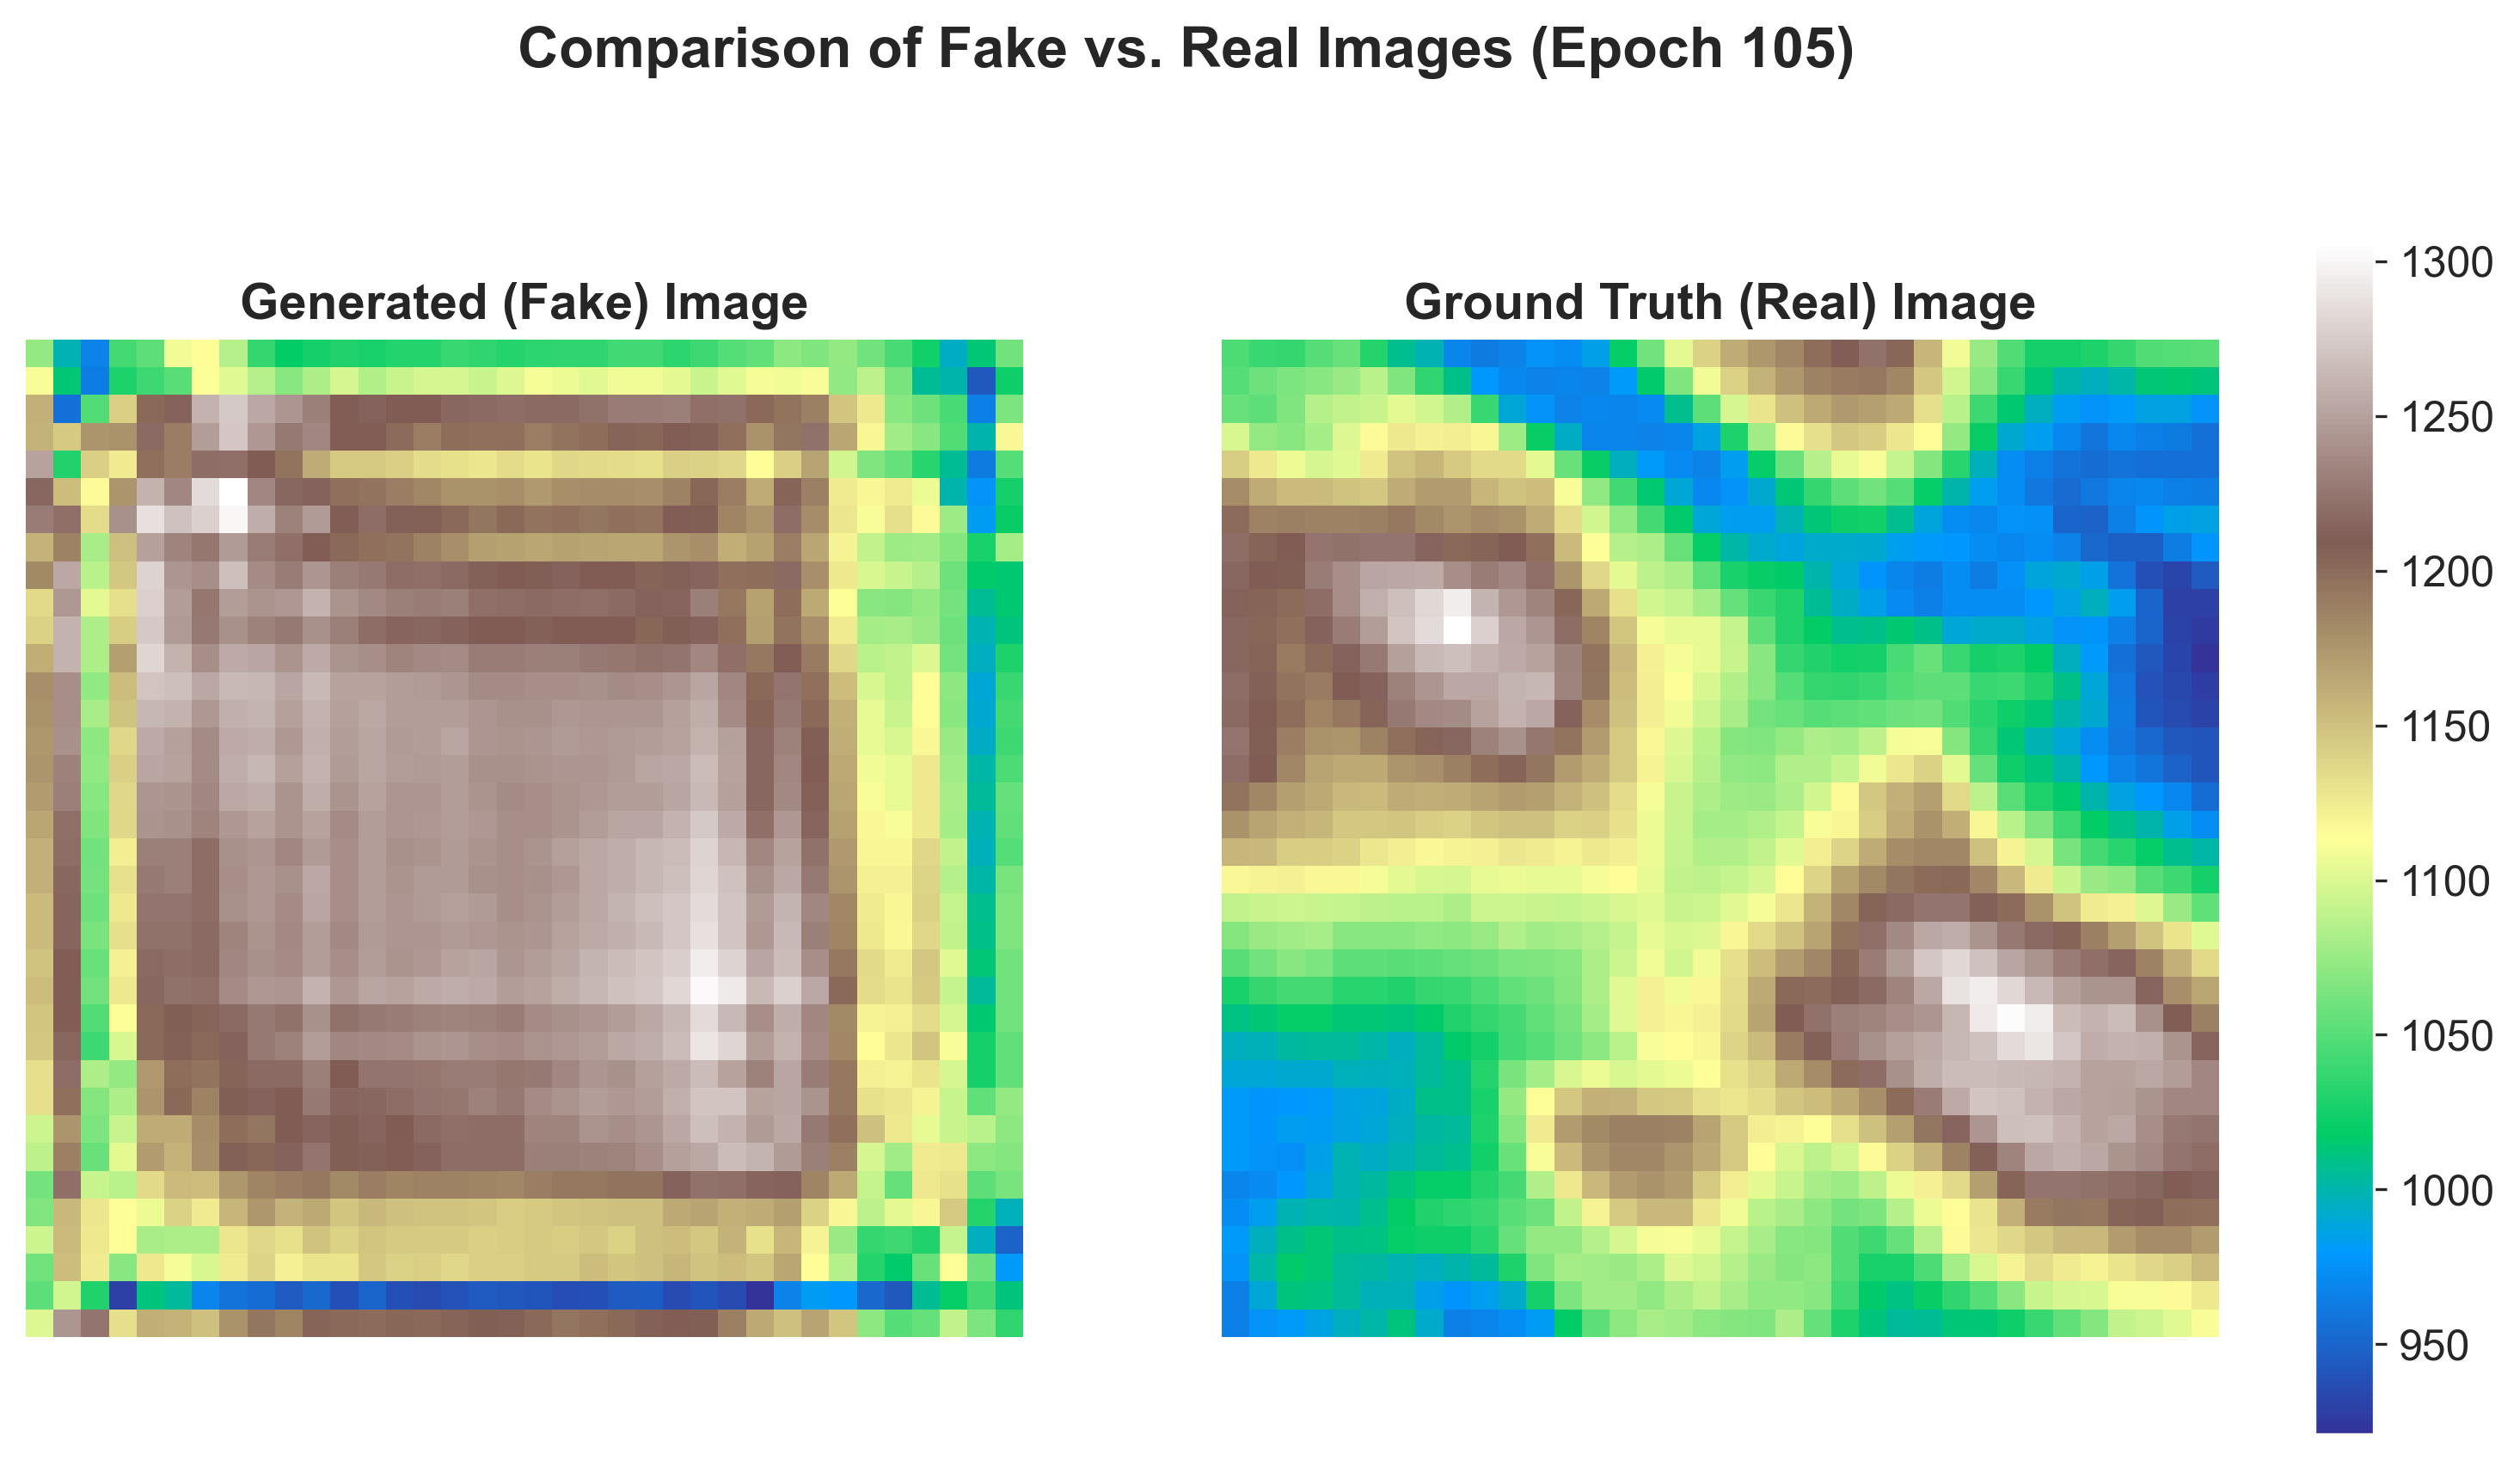 Comparison of Fake vs. Real Images (Epoch 105)
Generated (Fake) Image
Ground Truth (Real) Image
1300
1250
1200
1150
1100
1050
1000
950